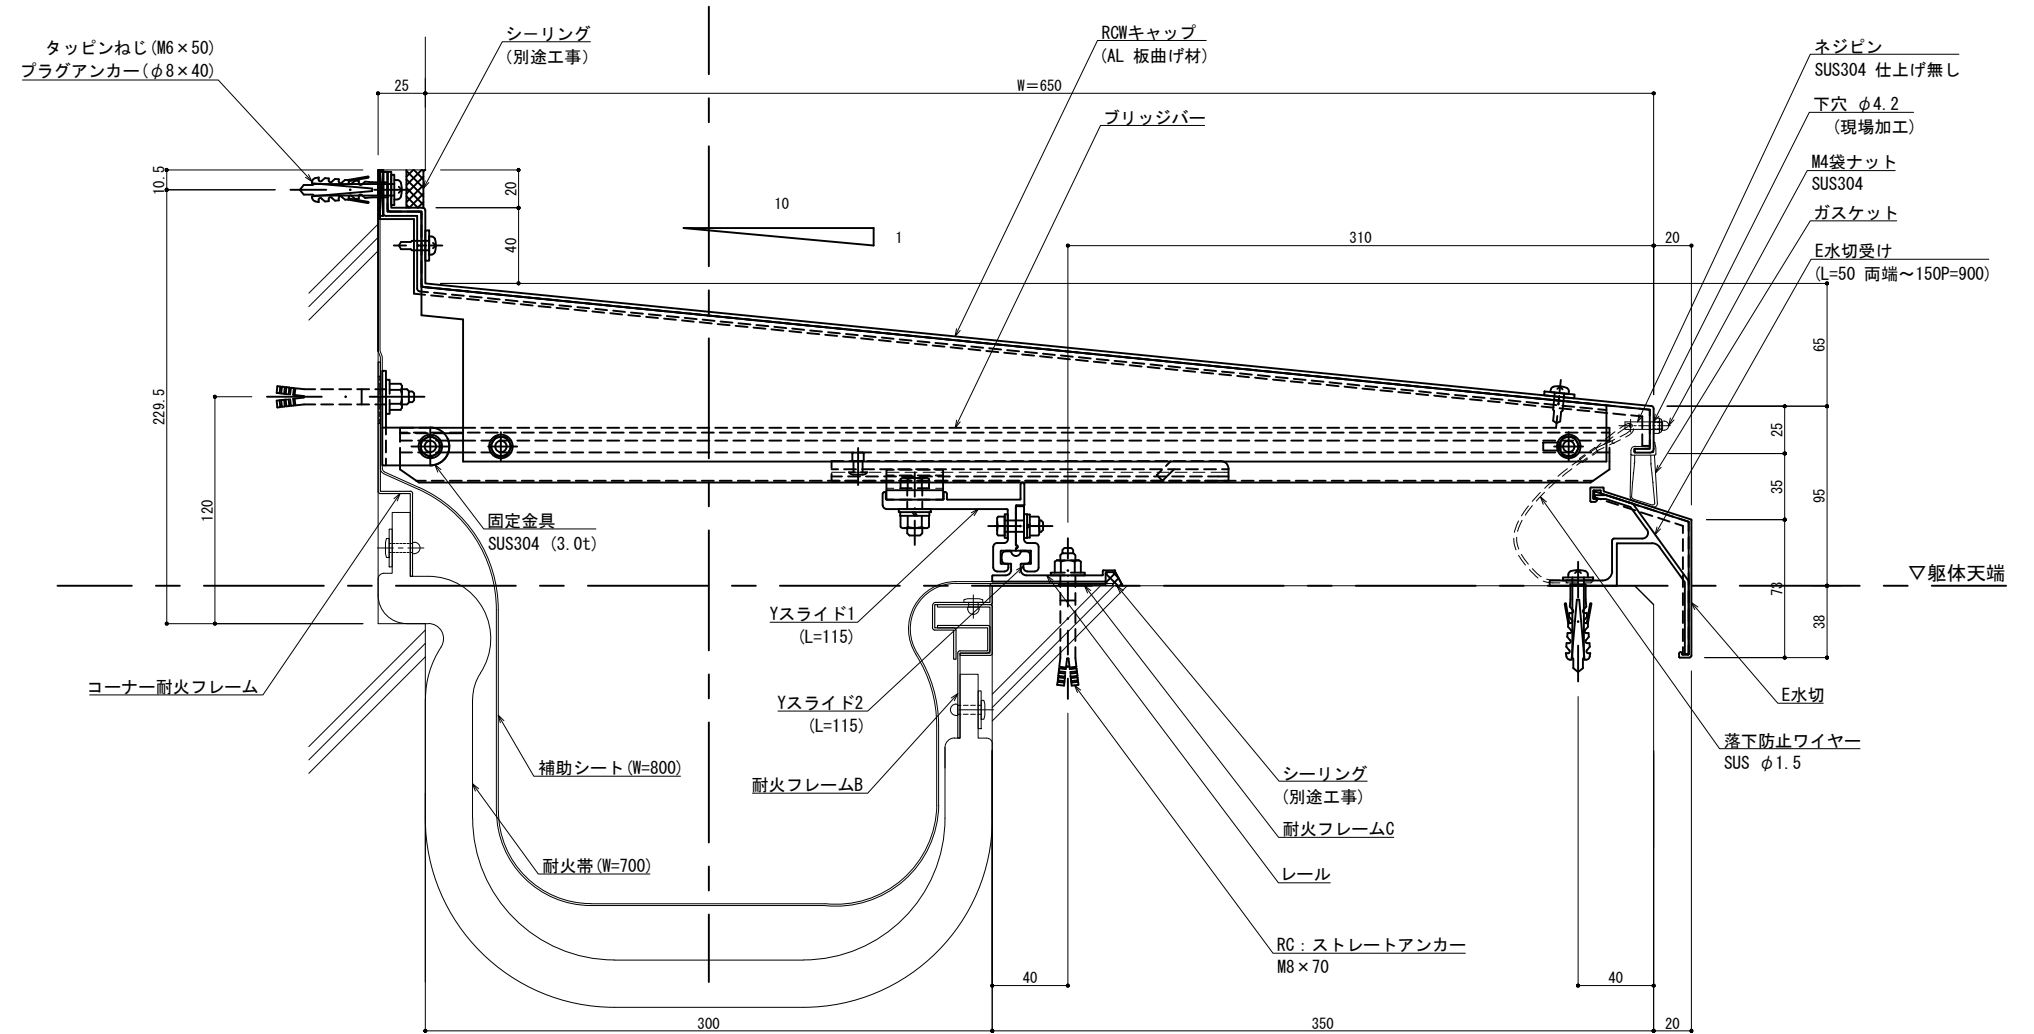 タッピンねじ(M6×50)
プラグアンカー(φ8×40)
シーリング
(別途工事)
RCWキャップ
(AL 板曲げ材)
ブリッジバー
ネジピン
SUS304 仕上げ無し
下穴 φ4.2
(現場加工)
M4袋ナット
SUS304
ガスケット
E水切受け
(L=50 両端～150P=900)
25
W=650
10.5
20
40
10
1
310
20
65
229.5
120
25
35
95
73
38
▽躯体天端
固定金具
SUS304 (3.0t)
Yスライド1
(L=115)
Yスライド2
(L=115)
コーナー耐火フレーム
補助シート(W=800)
耐火フレームB
耐火帯(W=700)
E水切
落下防止ワイヤー
SUS φ1.5
シーリング
(別途工事)
耐火フレームC
レール
RC：ストレートアンカー
M8×70
40
40
300
350
20